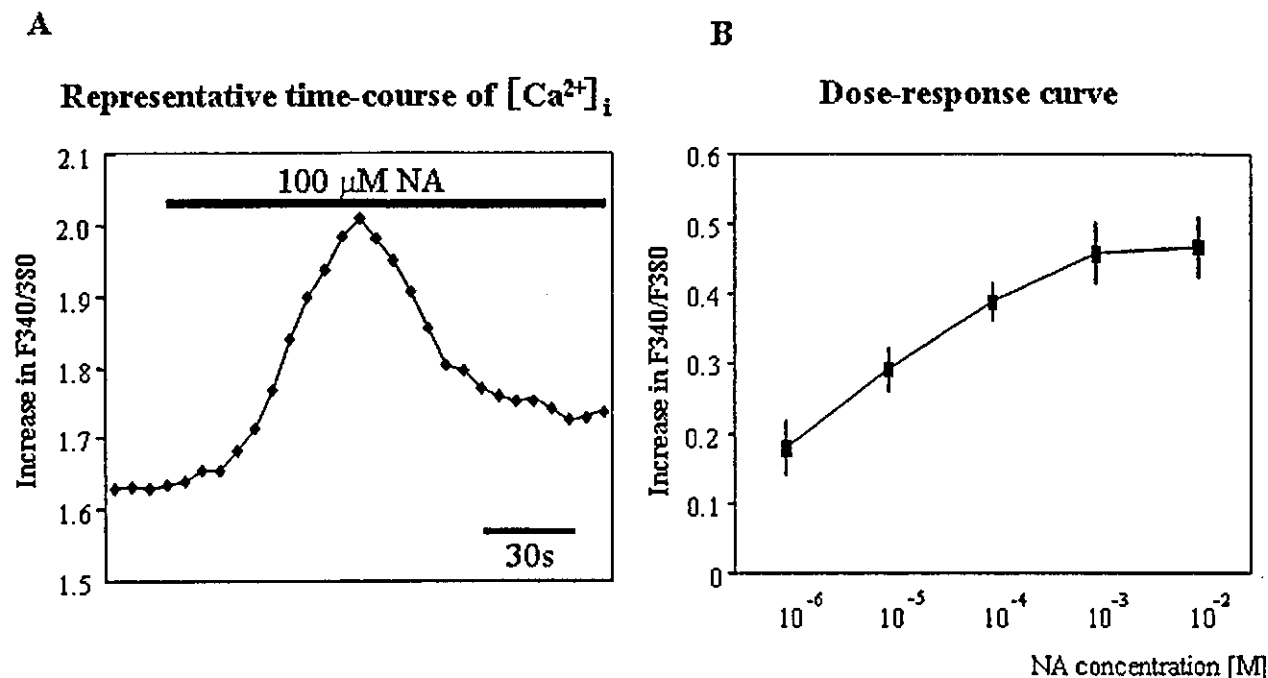 A
Representative time-course of [Ca²⁺]ᵢ
Increase in F340/380
2.1
2.0
1.9
1.8
1.7
1.6
1.5
100 μM NA
30s
B
Dose-response curve
Increase in F340/F380
0.6
0.5
0.4
0.3
0.2
0.1
0
10⁻⁶ 10⁻⁵ 10⁻⁴ 10⁻³ 10⁻²
NA concentration [M]